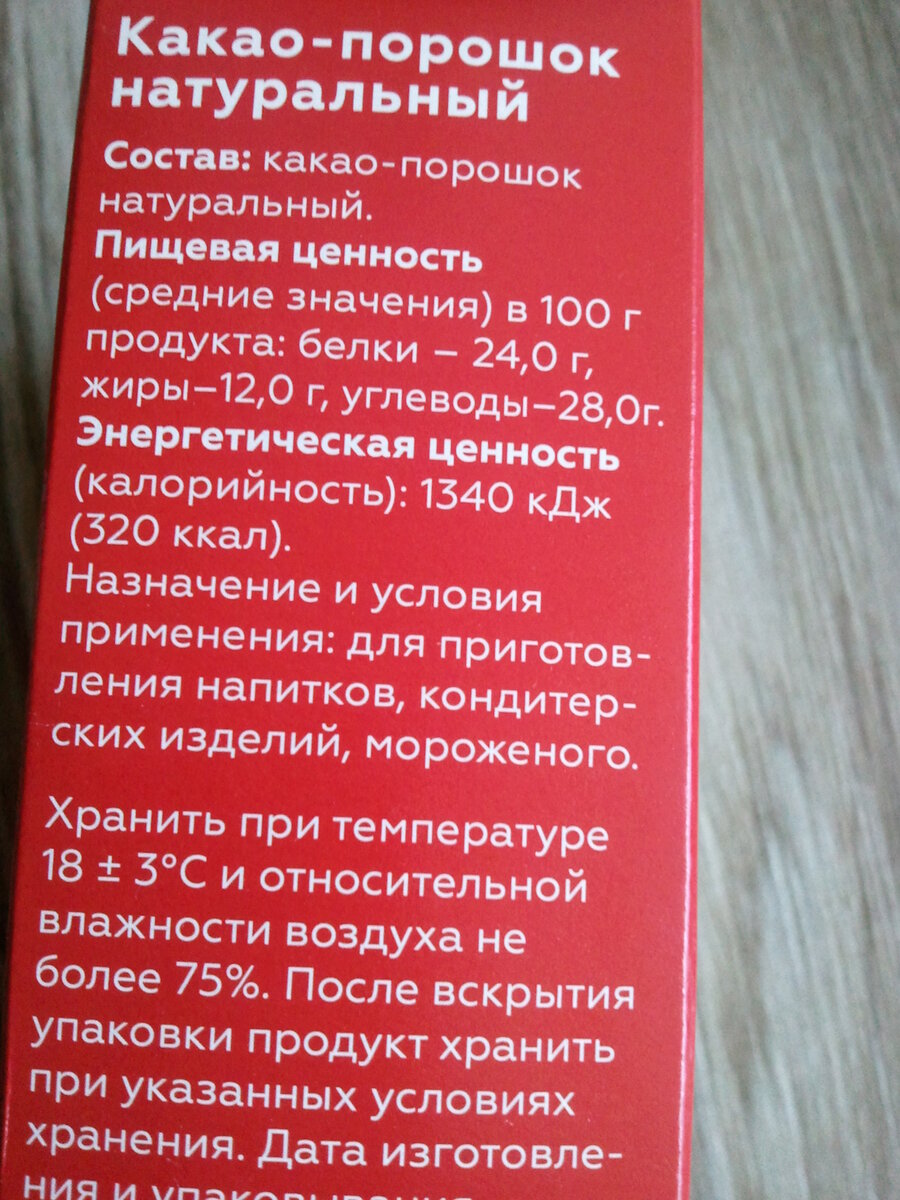 Какао-порошок
натуральный
Состав: какао-порошок
натуральный.
Пищевая ценность
(средние значения) в 100 г
продукта: белки – 24,0 г,
жиры–12,0 г, углеводы–28,0г.
Энергетическая ценность
(калорийность): 1340 кДж
(320 ккал).
Назначение и условия
применения: для приготов-
ления напитков, кондитер-
ских изделий, мороженого.
Хранить при температуре
18 ± 3°С и относительной
влажности воздуха не
более 75%. После вскрытия
упаковки продукт хранить
при указанных условиях
хранения. Дата изготовле-
ния и упаковывания